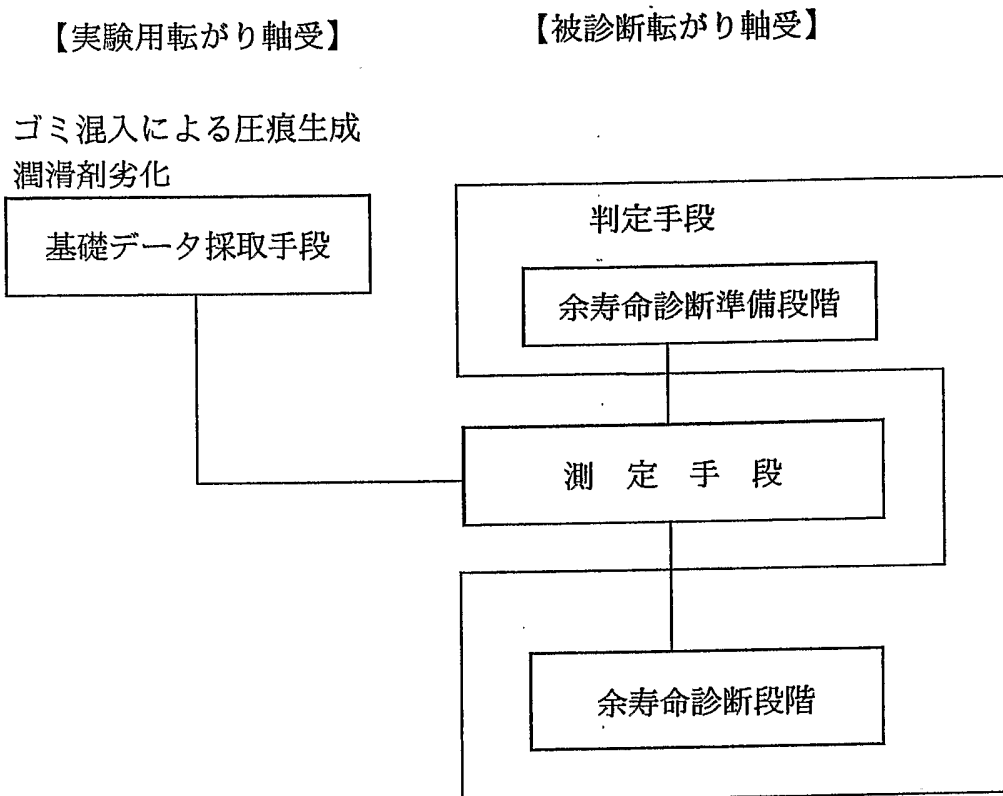 【実験用転がり軸受】
【被診断転がり軸受】
ゴミ混入による圧痕生成
潤滑剤劣化
基礎データ採取手段
判定手段
余寿命診断準備段階
測 定 手 段
余寿命診断段階